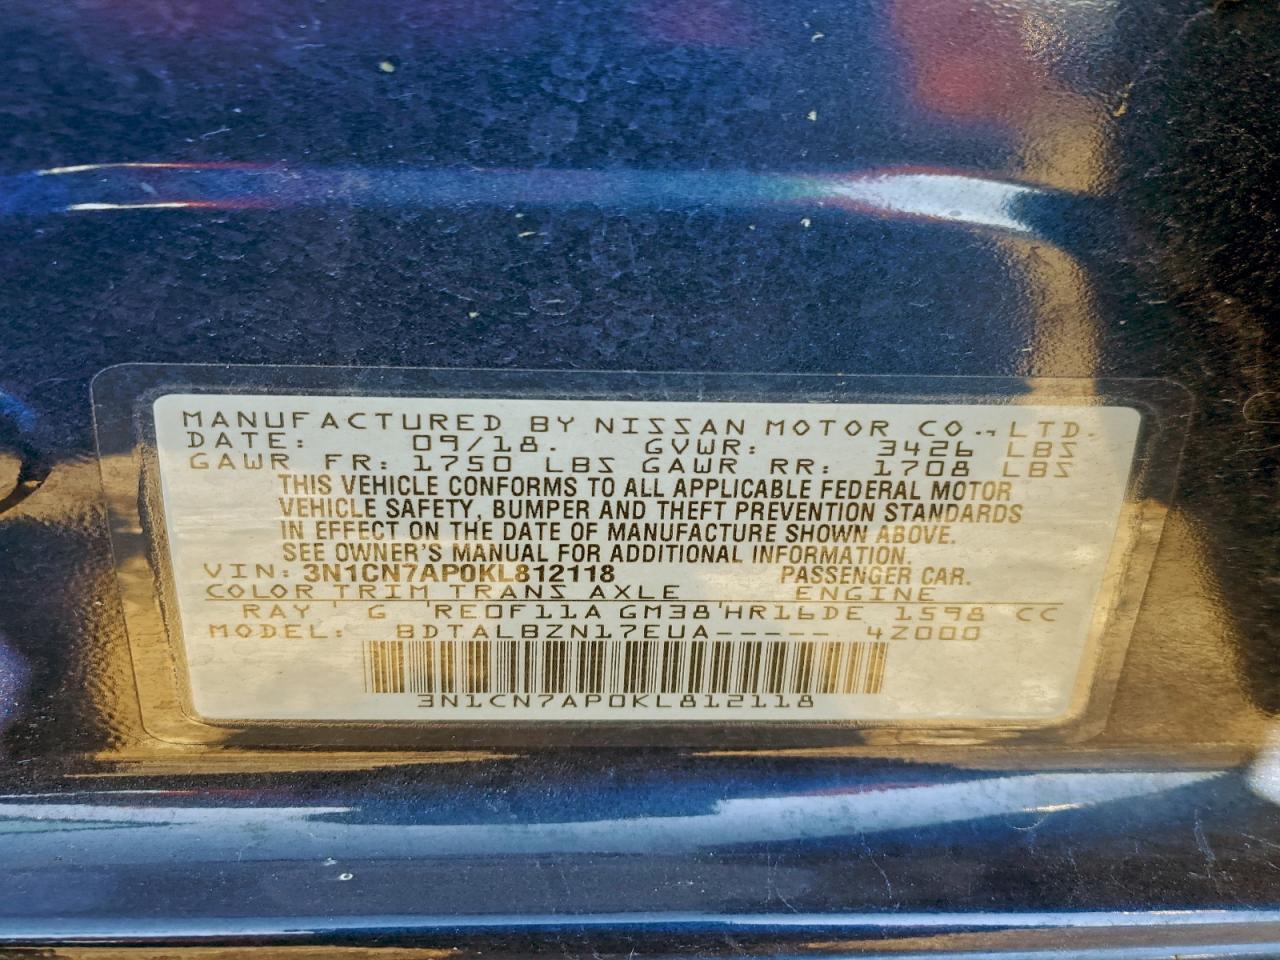 MANUFACTURED BY NISSAN MOTOR CO., LTD.
DATE: 09/18. GVWR: 3426 LBS
GAWR FR: 1750 LBS GAWR RR: 1708 LBS
THIS VEHICLE CONFORMS TO ALL APPLICABLE FEDERAL MOTOR
VEHICLE SAFETY, BUMPER AND THEFT PREVENTION STANDARDS
IN EFFECT ON THE DATE OF MANUFACTURE SHOWN ABOVE.
SEE OWNER'S MANUAL FOR ADDITIONAL INFORMATION.
VIN: 3N1CN7AP0KL812118 PASSENGER CAR.
COLOR TRIM TRANS AXLE ENGINE
RAY ' G 'RE0F11A GM38'HR16DE 1598 CC
MODEL: BDTALBZN17EUA----- 4Z000
3N1CN7AP0KL812118